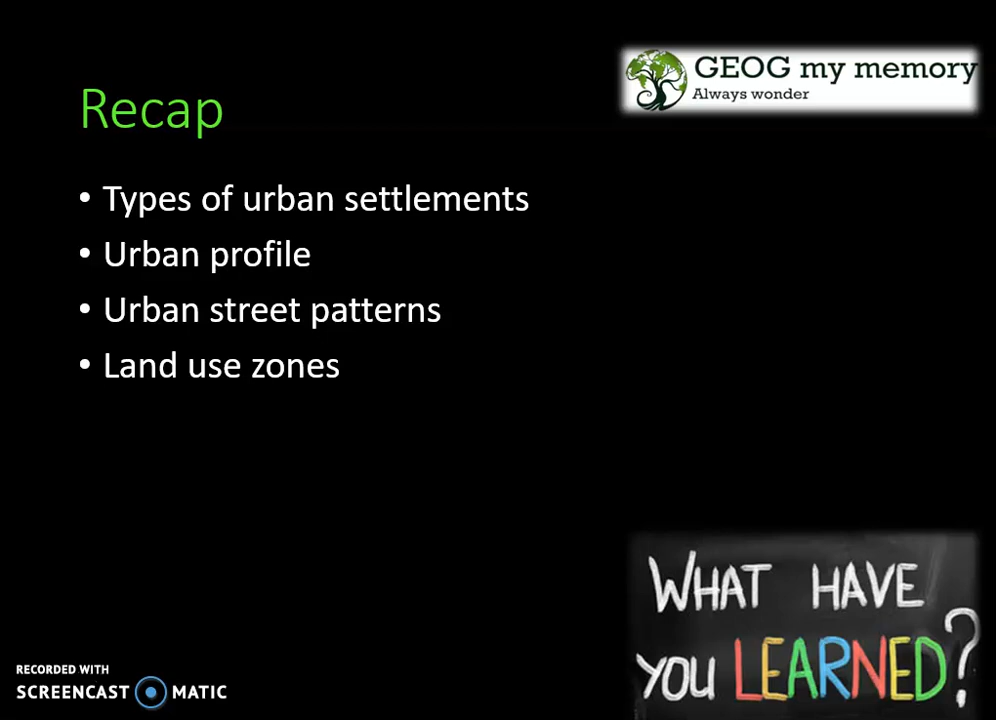 GEOG my memory
Always wonder
Recap
• Types of urban settlements
• Urban profile
• Urban street patterns
• Land use zones
WHAT HAVE
YOU LEARNED?
RECORDED WITH
SCREENCAST MATIC